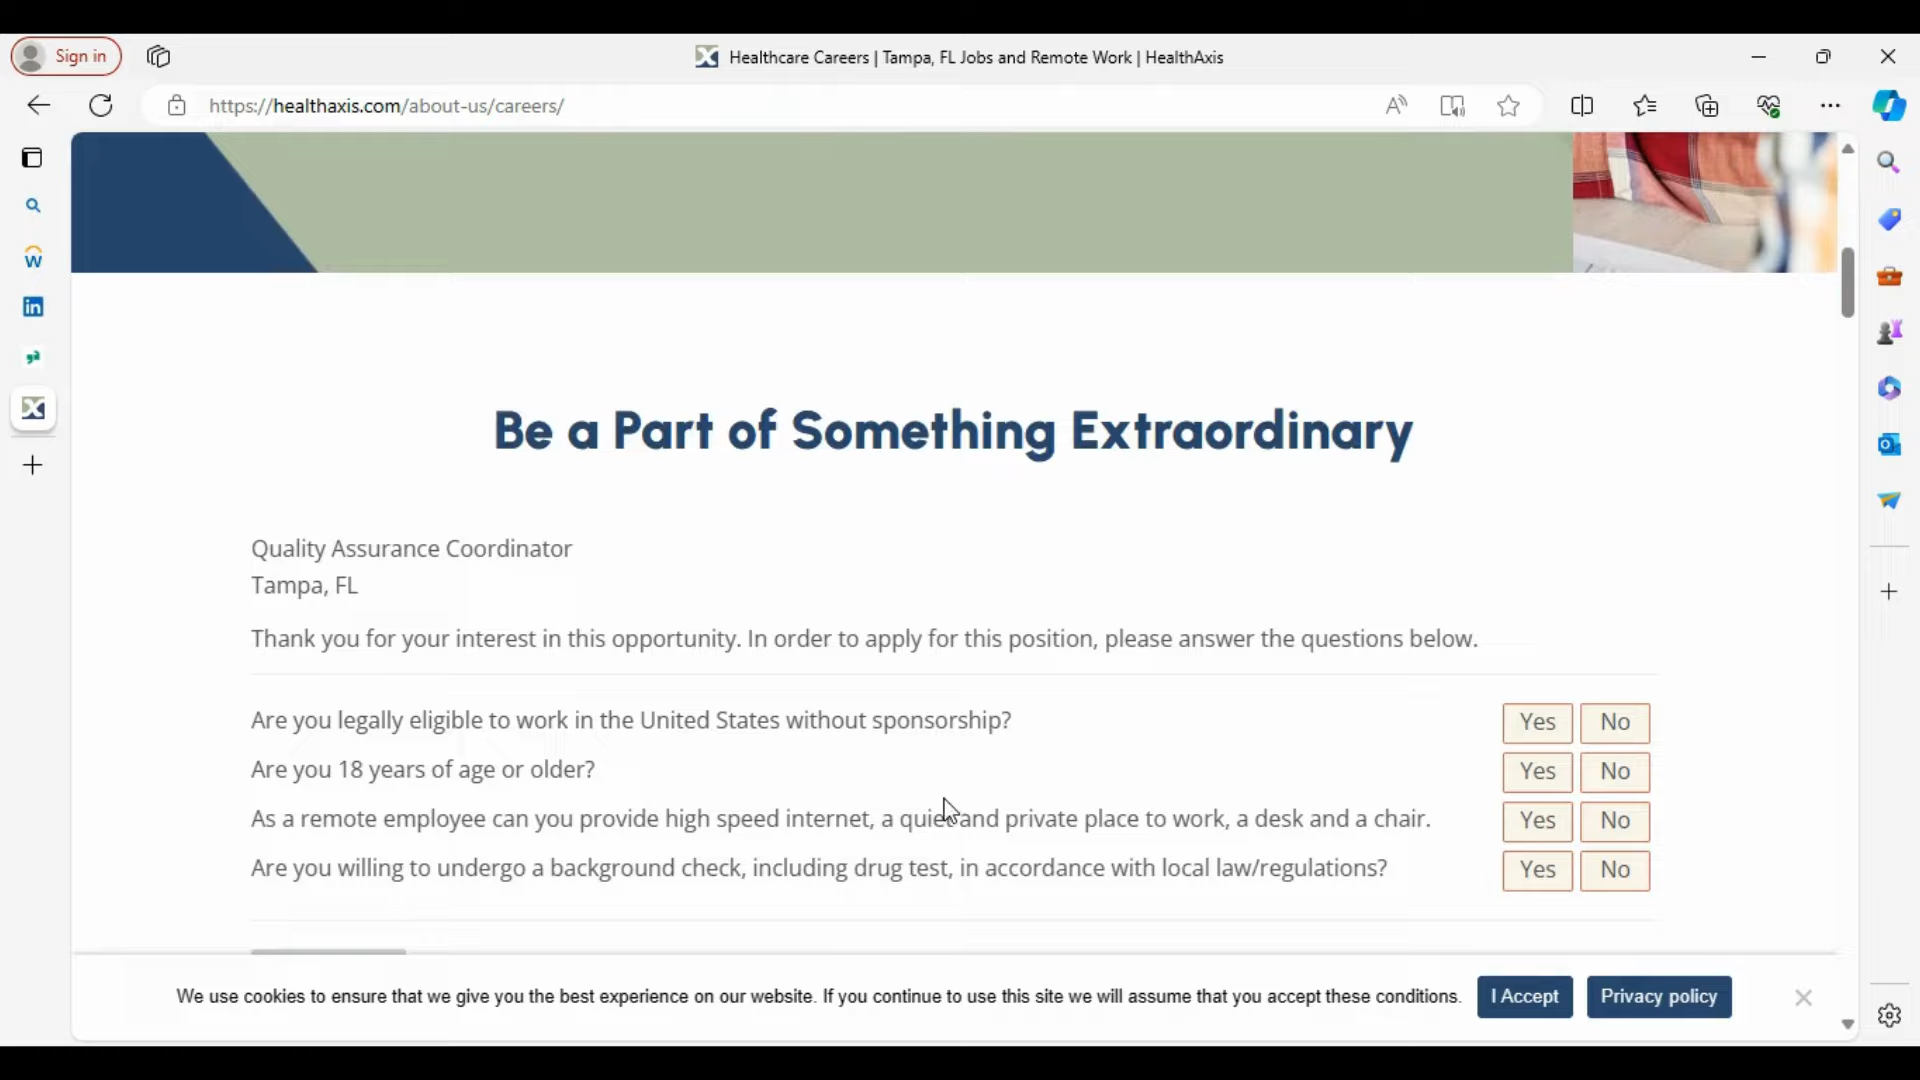 Sign in
Healthcare Careers | Tampa, FL Jobs and Remote Work | HealthAxis
https://healthaxis.com/about-us/careers/
Be a Part of Something Extraordinary
Quality Assurance Coordinator
Tampa, FL
Thank you for your interest in this opportunity. In order to apply for this position, please answer the questions below.
Are you legally eligible to work in the United States without sponsorship? Yes No
Are you 18 years of age or older? Yes No
As a remote employee can you provide high speed internet, a quiet and private place to work, a desk and a chair. Yes No
Are you willing to undergo a background check, including drug test, in accordance with local law/regulations? Yes No
We use cookies to ensure that we give you the best experience on our website. If you continue to use this site we will assume that you accept these conditions. I Accept Privacy policy